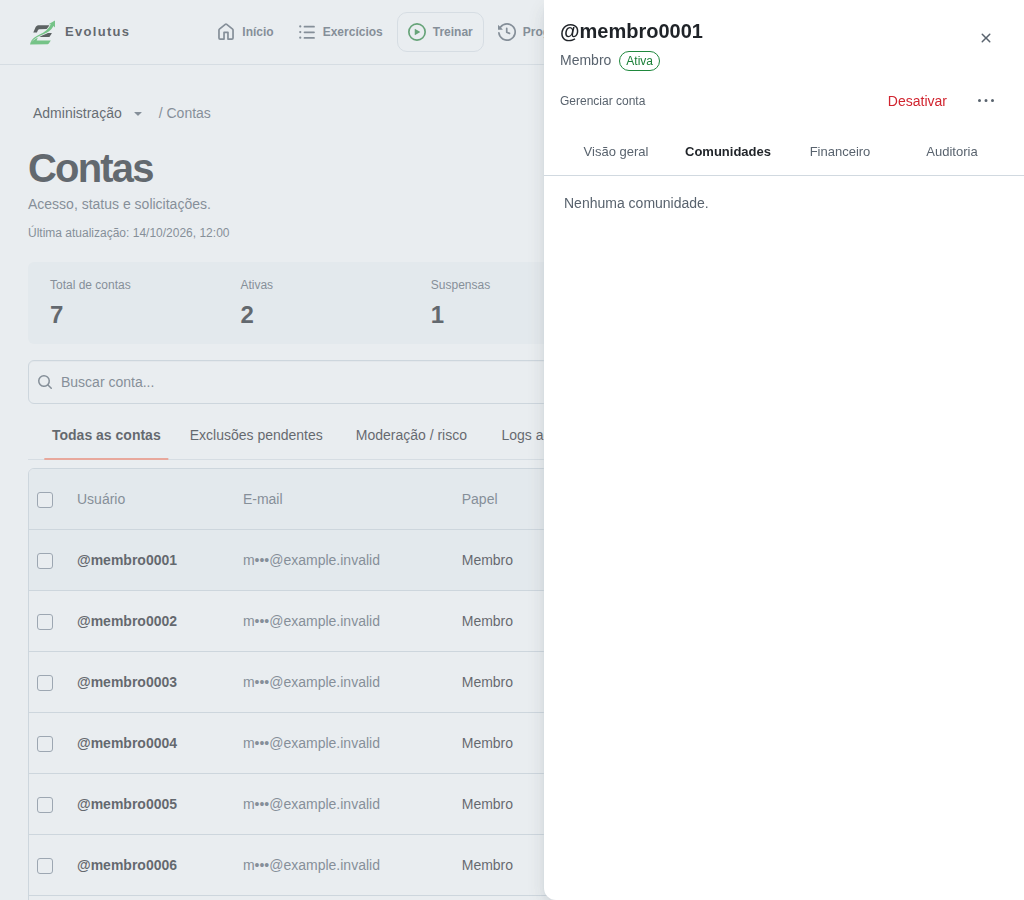 Evolutus
Início
Exercícios
Treinar
Administração
/ Contas
Contas
Acesso, status e solicitações.
Última atualização: 14/10/2026, 12:00
Total de contas
Ativas
Suspensas
7
2
1
Buscar conta...
Todas as contas
Exclusões pendentes
Moderação / risco
Logs
Usuário
E-mail
Papel
@membro0001
m•••@example.invalid
Membro
@membro0002
m•••@example.invalid
Membro
@membro0003
m•••@example.invalid
Membro
@membro0004
m•••@example.invalid
Membro
@membro0005
m•••@example.invalid
Membro
@membro0006
m•••@example.invalid
Membro
@membro0001
Membro
Ativa
Gerenciar conta
Desativar
Visão geral
Comunidades
Financeiro
Auditoria
Nenhuma comunidade.